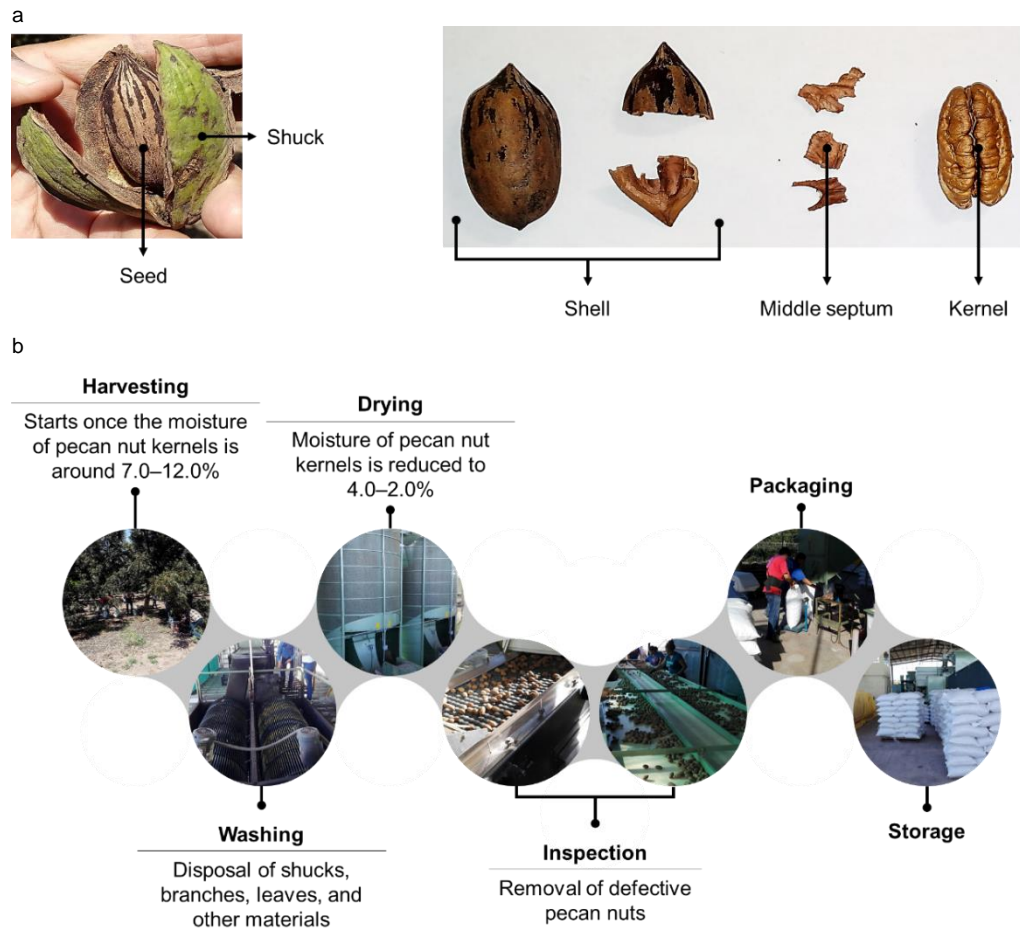 a
Shuck
Seed
Shell
Middle septum
Kernel
b
Harvesting
Starts once the moisture
of pecan nut kernels is
around 7.0–12.0%
Drying
Moisture of pecan nut
kernels is reduced to
4.0–2.0%
Packaging
Washing
Disposal of shucks,
branches, leaves, and
other materials
Inspection
Removal of defective
pecan nuts
Storage